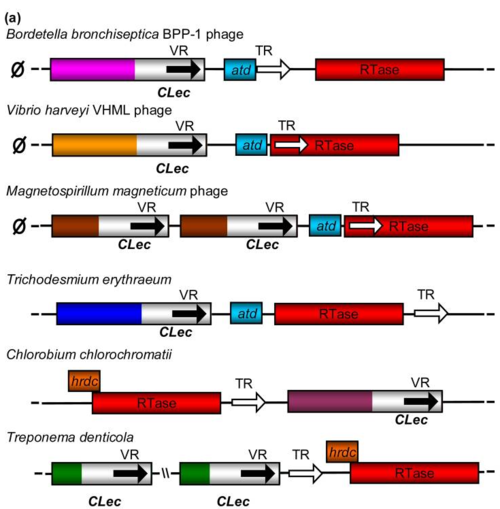 (a)
Bordetella bronchiseptica BPP-1 phage
VR TR
Ø atd RTase
CLec
Vibrio harveyi VHML phage
VR TR
Ø atd RTase
CLec
Magnetospirillum magneticum phage
VR VR TR
Ø atd RTase
CLec CLec
Trichodesmium erythraeum
VR TR
atd RTase
CLec
Chlorobium chlorochromatii
hrdc TR VR
RTase
CLec
Treponema denticola
VR \\ VR TR hrdc
RTase
CLec CLec